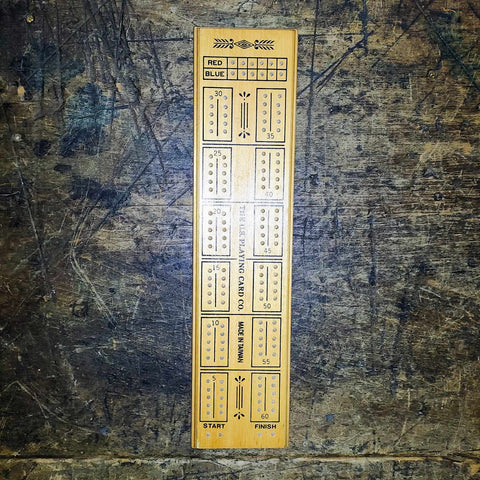 RED
BLUE
30
35
25
40
20
45
THE U.S. PLAYING CARD CO.
15
50
10
MADE IN TAIWAN
55
5
60
START
FINISH